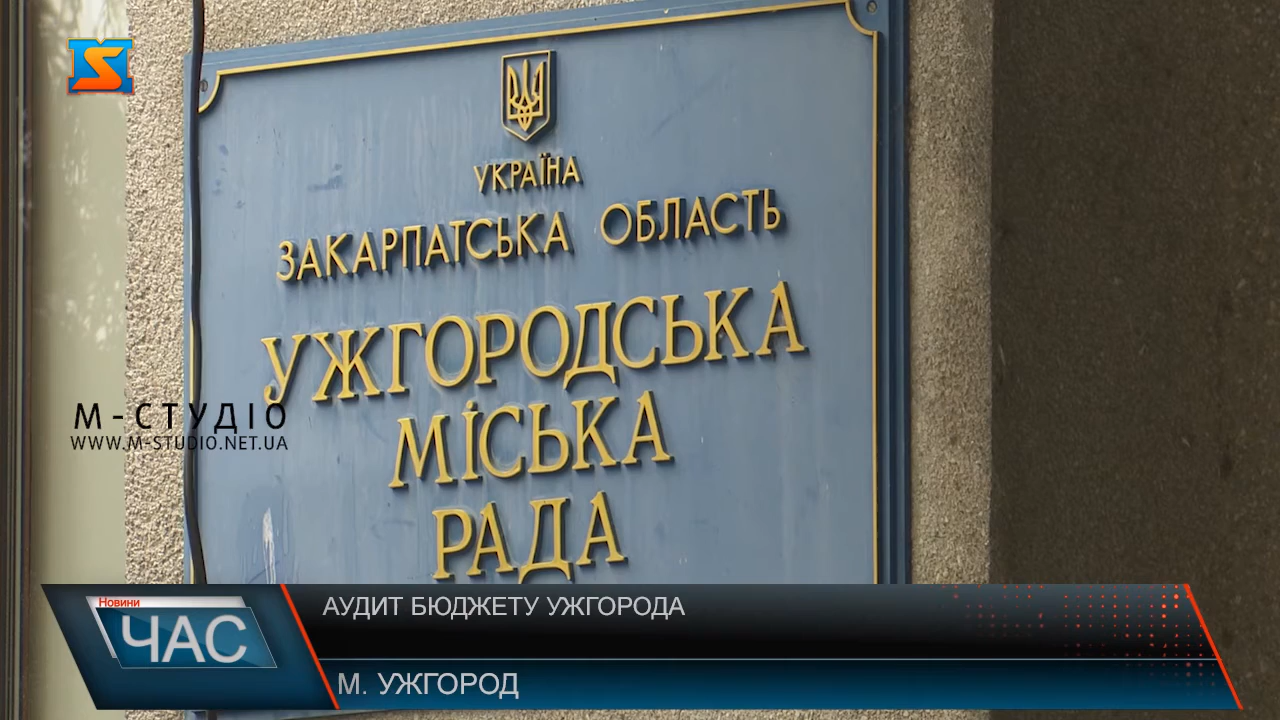 УКРАЇНА
ЗАКАРПАТСЬКА ОБЛАСТЬ
УЖГОРОДСЬКА
МІСЬКА
РАДА
М-СТУДІО
WWW.M-STUDIO.NET.UA
Новини
ЧАС
АУДИТ БЮДЖЕТУ УЖГОРОДА
М. УЖГОРОД